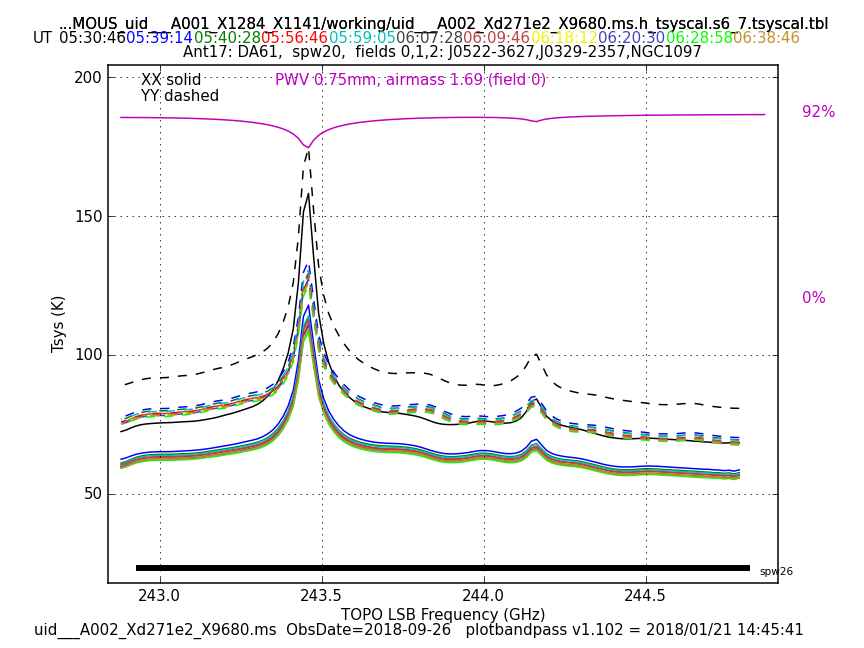 ...MOUS_uid___A001_X1284_X1141/working/uid___A002_Xd271e2_X9680.ms.h_tsyscal.s6_7.tsyscal.tbl
UT 05:30:46 05:39:14 05:40:28 05:56:46 05:59:05 06:07:28 06:09:46 06:18:12 06:20:30 06:28:58 06:38:46
Ant17: DA61, spw20, fields 0,1,2: J0522-3627,J0329-2357,NGC1097
XX solid
YY dashed
PWV 0.75mm, airmass 1.69 (field 0)
92%
0%
200
150
100
50
Tsys (K)
spw26
243.0 243.5 244.0 244.5
TOPO LSB Frequency (GHz)
uid___A002_Xd271e2_X9680.ms ObsDate=2018-09-26 plotbandpass v1.102 = 2018/01/21 14:45:41